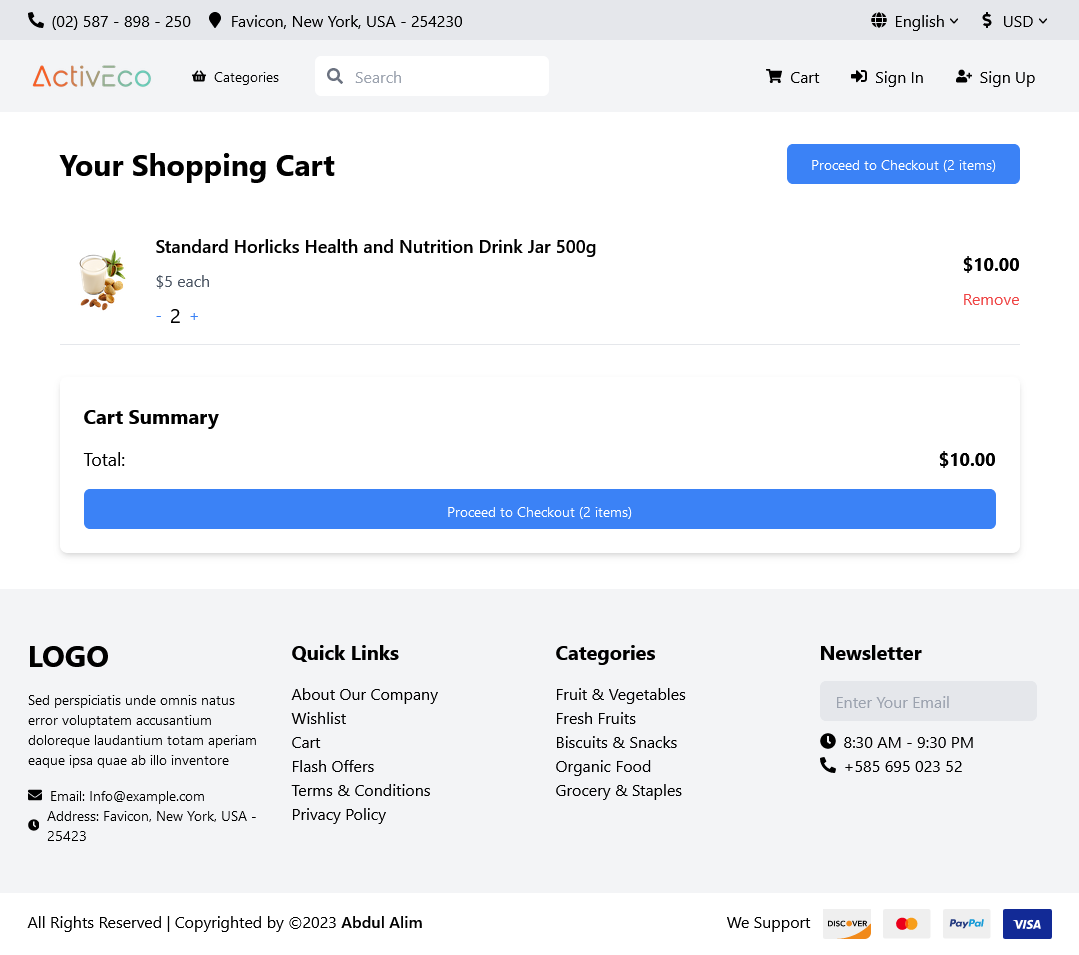 (02) 587 - 898 - 250 Favicon, New York, USA - 254230 English USD
ActivEco Categories Search Cart Sign In Sign Up
Your Shopping Cart Proceed to Checkout (2 items)
Standard Horlicks Health and Nutrition Drink Jar 500g
$5 each
- 2 +
$10.00
Remove
Cart Summary
Total: $10.00
Proceed to Checkout (2 items)
LOGO
Sed perspiciatis unde omnis natus
error voluptatem accusantium
doloreque laudantium totam aperiam
eaque ipsa quae ab illo inventore
Email: Info@example.com
Address: Favicon, New York, USA -
25423
Quick Links
About Our Company
Wishlist
Cart
Flash Offers
Terms & Conditions
Privacy Policy
Categories
Fruit & Vegetables
Fresh Fruits
Biscuits & Snacks
Organic Food
Grocery & Staples
Newsletter
Enter Your Email
8:30 AM - 9:30 PM
+585 695 023 52
All Rights Reserved | Copyrighted by ©2023 Abdul Alim
We Support DISCOVER PayPal VISA